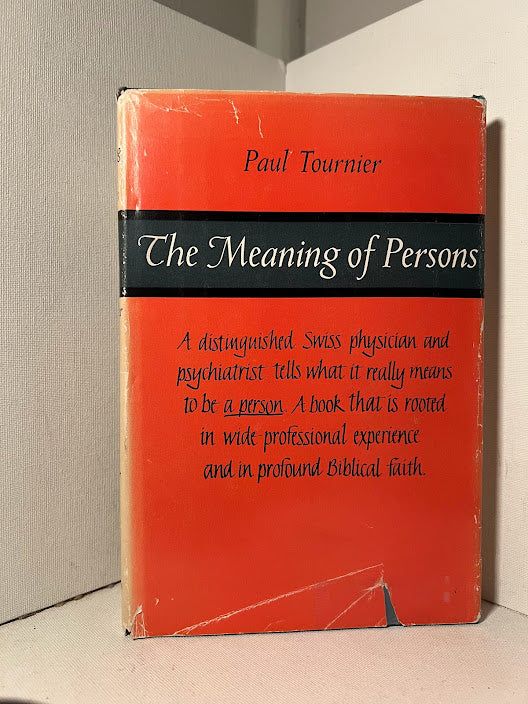 Paul Tournier
The Meaning of Persons
A distinguished Swiss physician and
psychiatrist tells what it really means
to be a person. A book that is rooted
in wide-professional experience
and in profound Biblical faith.